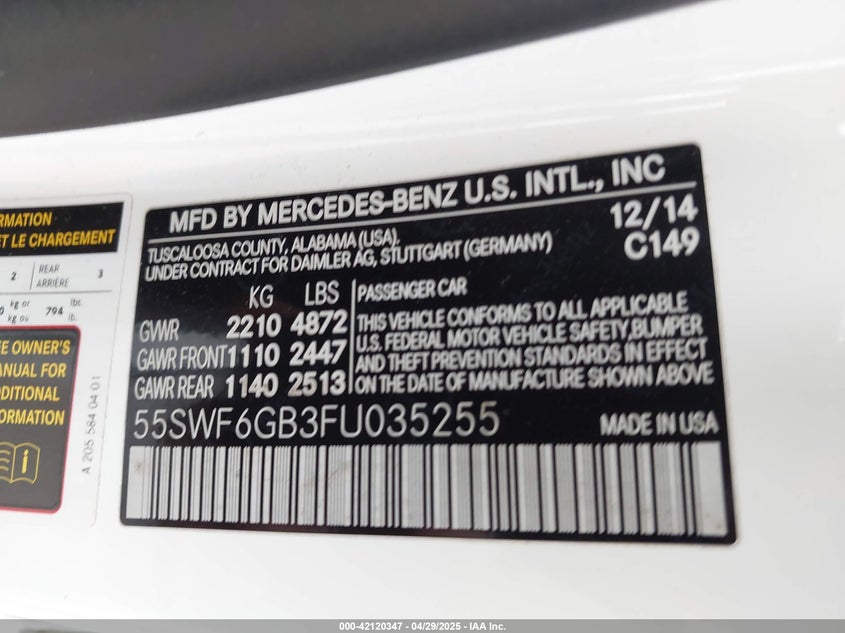 RMATION
ET LE CHARGEMENT
2 REAR ARRIÈRE 3
0 kg or kg ou 794 lbs. lb.
E OWNER'S
ANUAL FOR
DDITIONAL
FORMATION
A 205 584 04 01
MFD BY MERCEDES-BENZ U.S. INTL., INC
TUSCALOOSA COUNTY, ALABAMA (USA).
UNDER CONTRACT FOR DAIMLER AG, STUTTGART (GERMANY)
12/14
C149
KG LBS
GVWR 2210 4872
GAWR FRONT 1110 2447
GAWR REAR 1140 2513
PASSENGER CAR
THIS VEHICLE CONFORMS TO ALL APPLICABLE
U.S. FEDERAL MOTOR VEHICLE SAFETY, BUMPER
AND THEFT PREVENTION STANDARDS IN EFFECT
ON THE DATE OF MANUFACTURE SHOWN ABOVE
55SWF6GB3FU035255
MADE IN USA
000-42120347 - 04/29/2025 - IAA Inc.